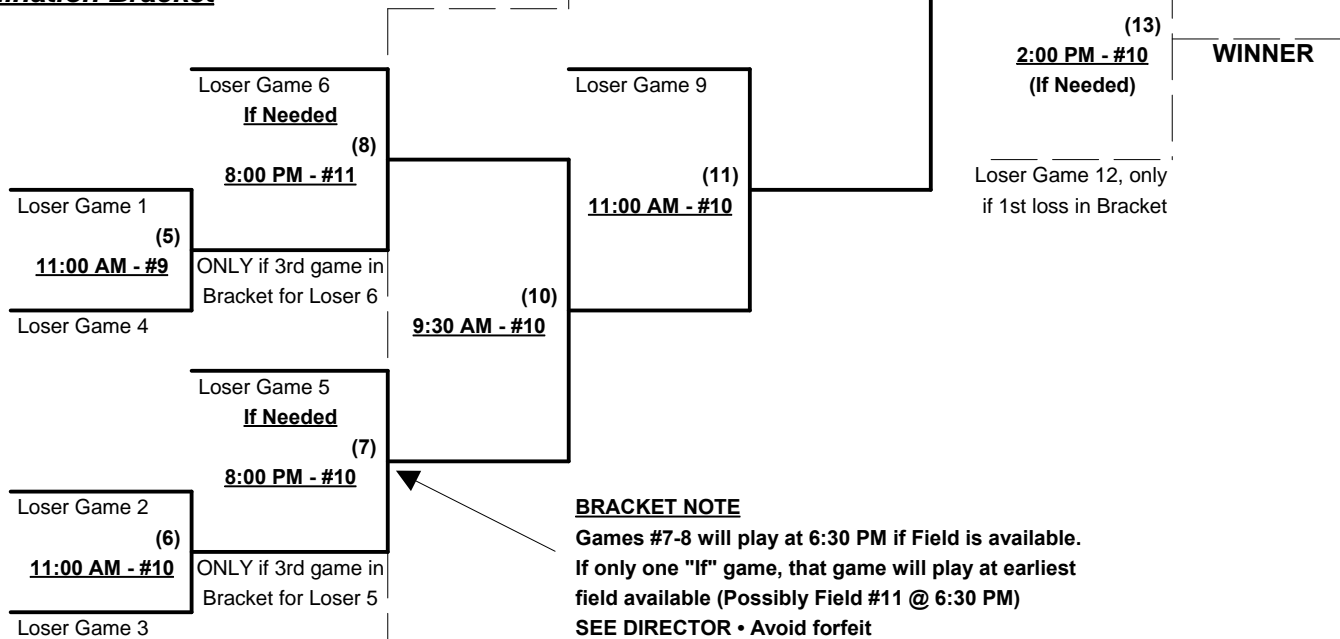 Bracket
(13)
2:00 PM - #10
(If Needed)
WINNER
Loser Game 6
If Needed
(8)
8:00 PM - #11
Loser Game 9
(11)
11:00 AM - #10
Loser Game 12, only
if 1st loss in Bracket
Loser Game 1
(5)
11:00 AM - #9
ONLY if 3rd game in
Bracket for Loser 6
Loser Game 4
(10)
9:30 AM - #10
Loser Game 5
If Needed
(7)
8:00 PM - #10
Loser Game 2
(6)
11:00 AM - #10
ONLY if 3rd game in
Bracket for Loser 5
Loser Game 3
BRACKET NOTE
Games #7-8 will play at 6:30 PM if Field is available.
If only one "If" game, that game will play at earliest
field available (Possibly Field #11 @ 6:30 PM)
SEE DIRECTOR • Avoid forfeit